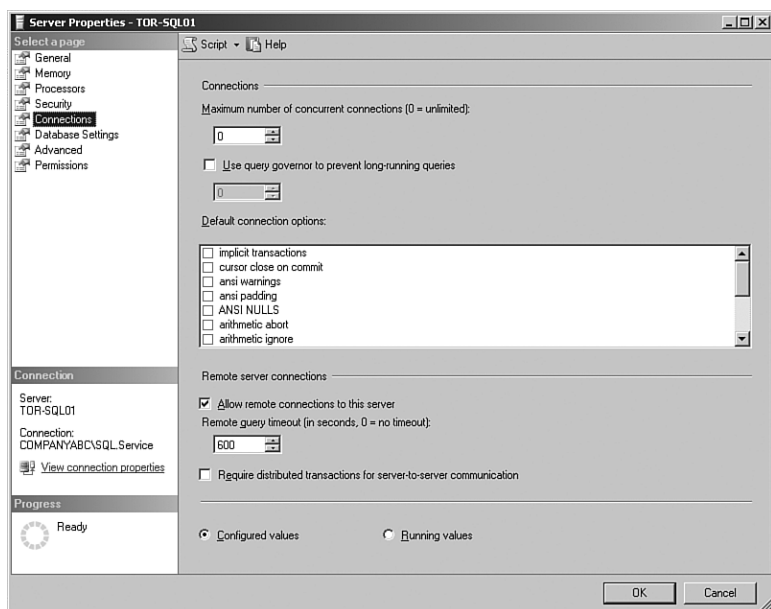 Server Properties - TOR-SQL01
Select a page
General
Memory
Processors
Security
Connections
Database Settings
Advanced
Permissions
Script
Help
Connections
Maximum number of concurrent connections (0 = unlimited):
0
Use query governor to prevent long-running queries
0
Default connection options:
implicit transactions
cursor close on commit
ansi warnings
ansi padding
ANSI NULLS
arithmetic abort
arithmetic ignore
Remote server connections
Allow remote connections to this server
Remote query timeout (in seconds, 0 = no timeout):
600
Require distributed transactions for server-to-server communication
Configured values
Running values
Connection
Server:
TOR-SQL01
Connection:
COMPANYABC\SQL.Service
View connection properties
Progress
Ready
OK
Cancel